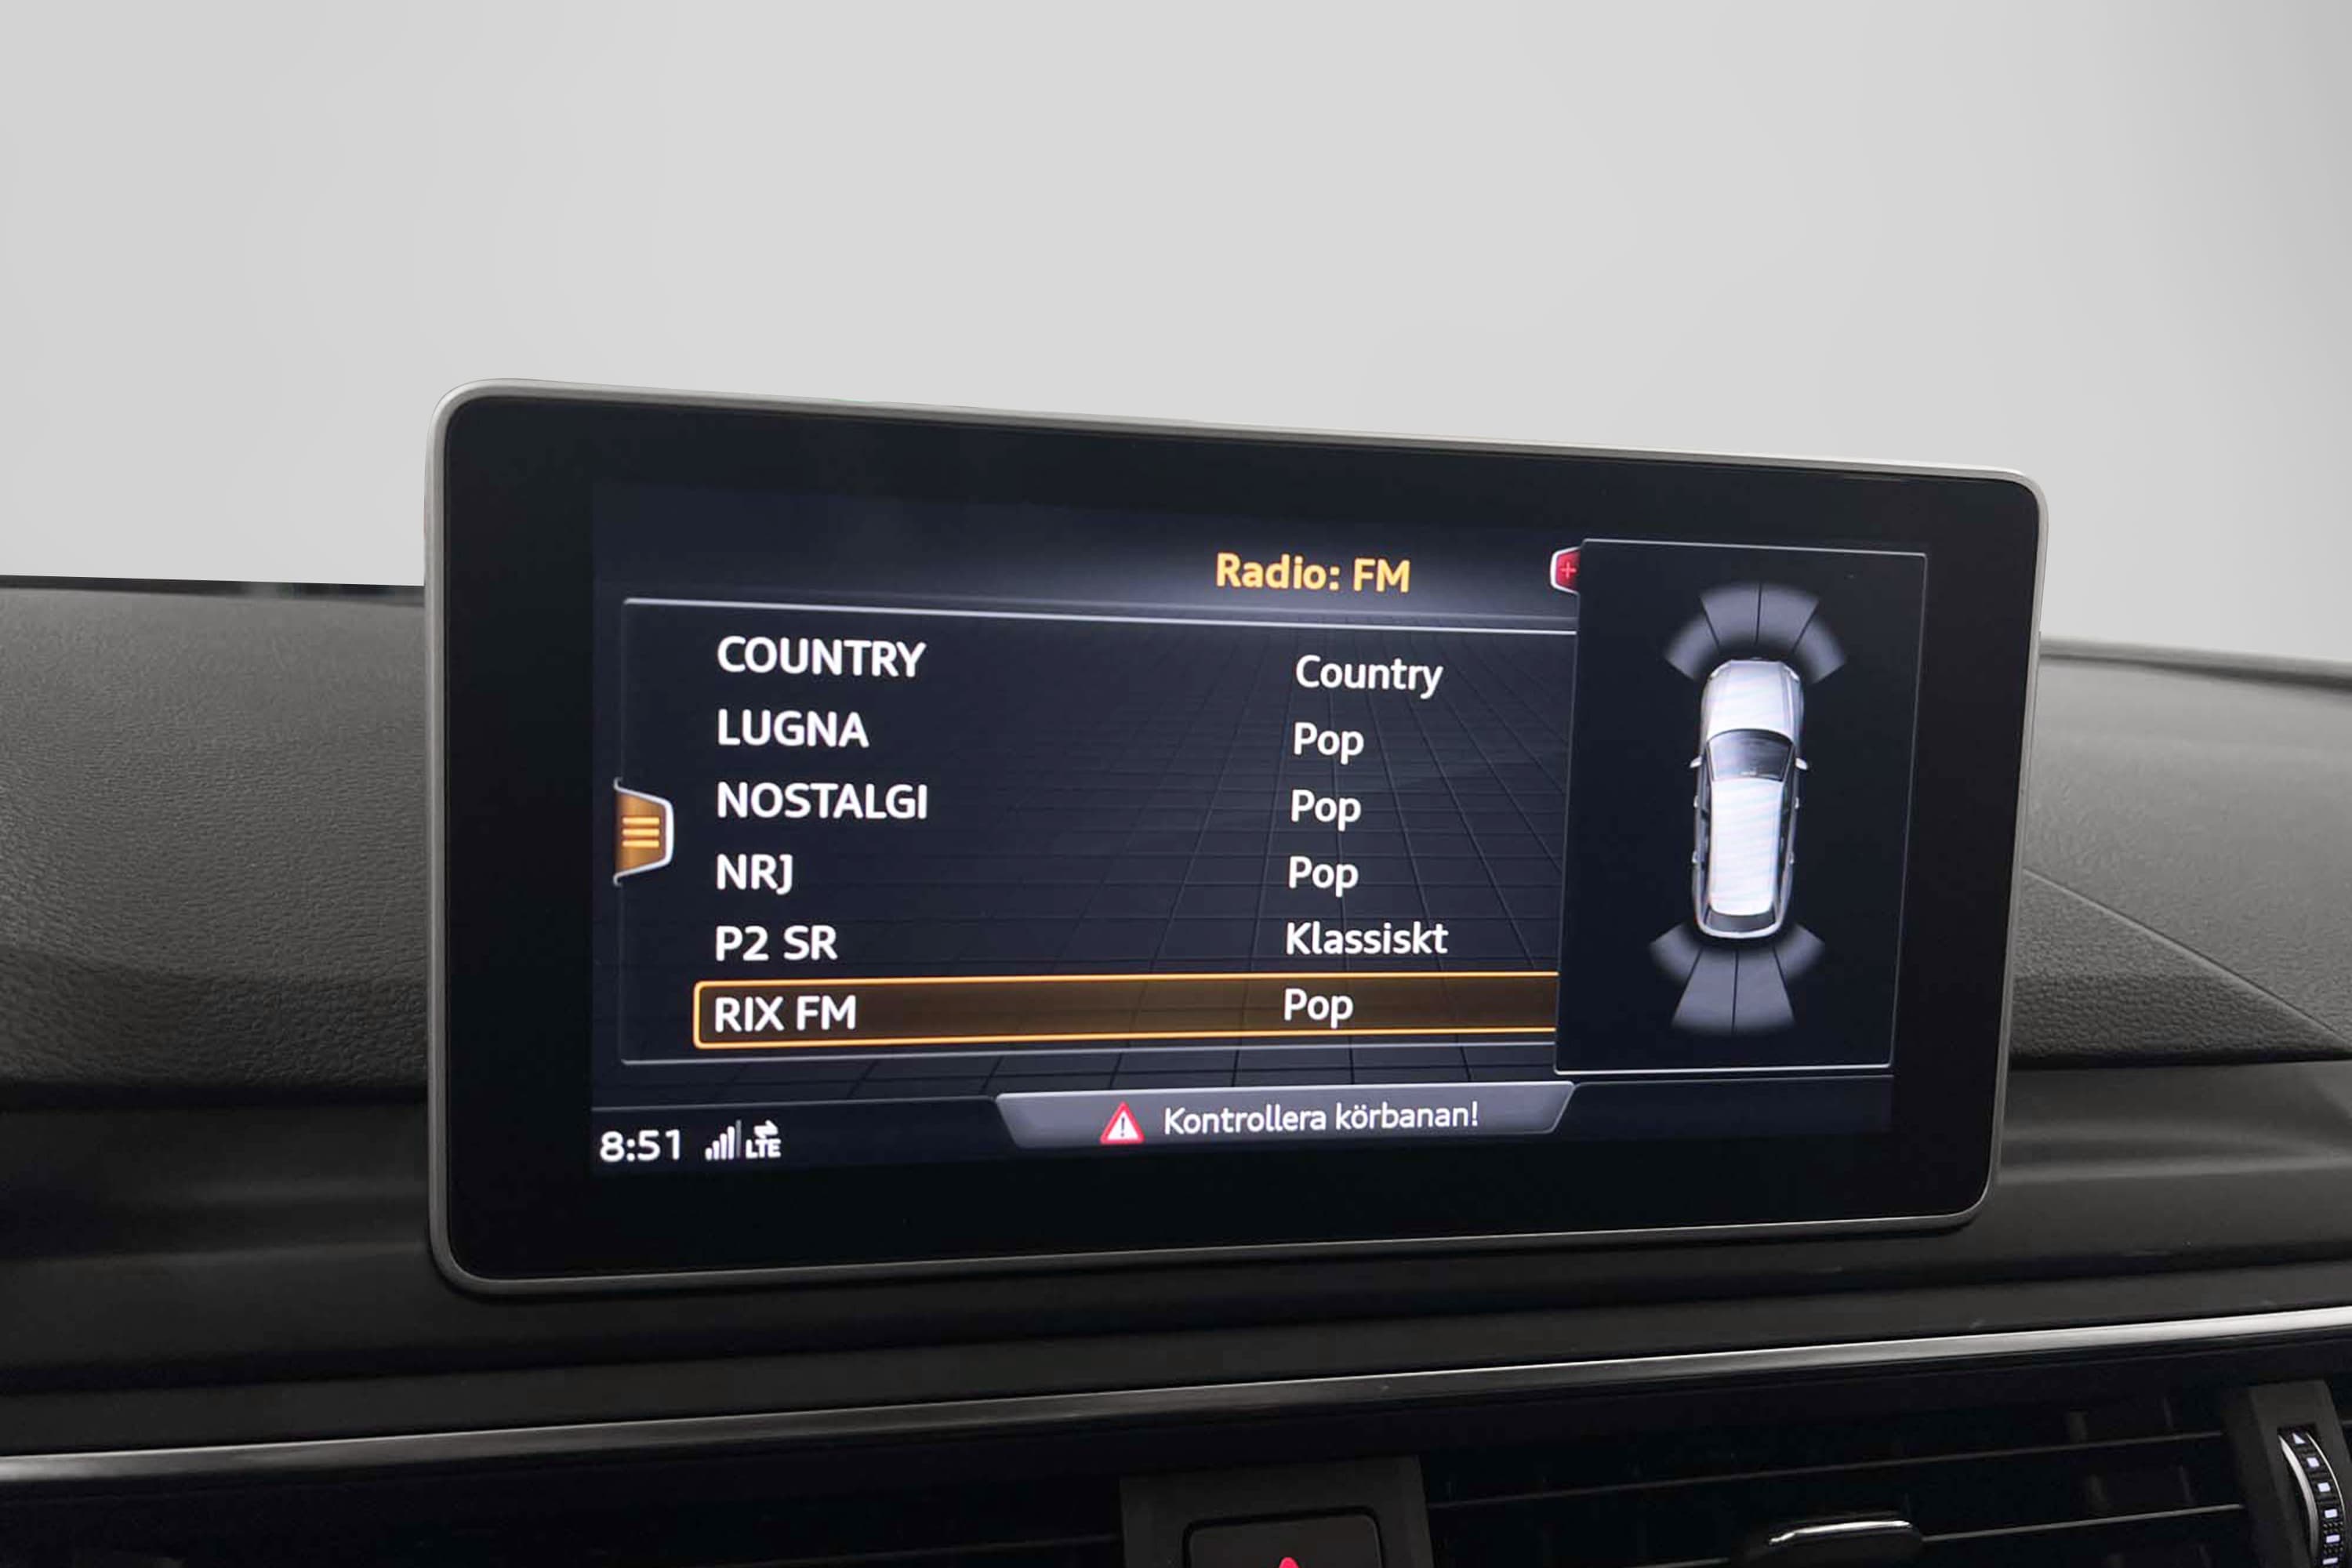 Radio: FM
COUNTRY Country
LUGNA Pop
NOSTALGI Pop
NRJ Pop
P2 SR Klassiskt
RIX FM Pop
Kontrollera körbanan!
8:51 LTE